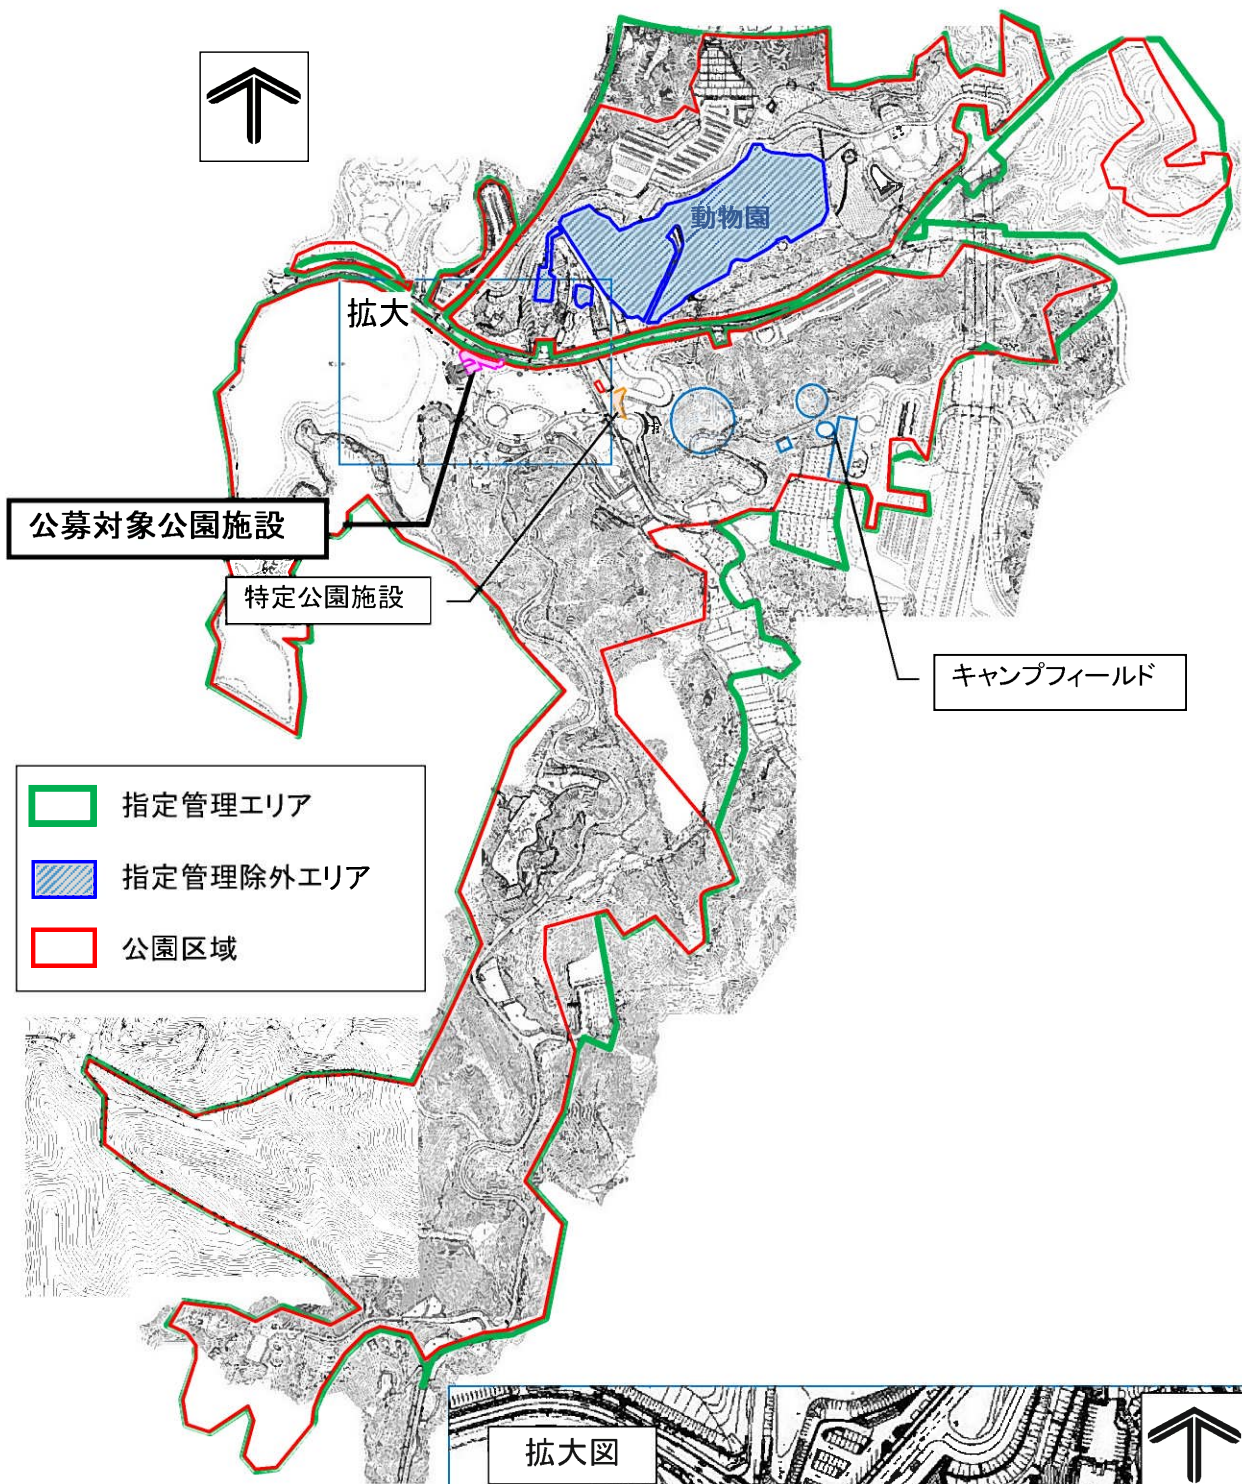 動物園
拡大
公募対象公園施設
特定公園施設
キャンプフィールド
指定管理エリア
指定管理除外エリア
公園区域
拡大図